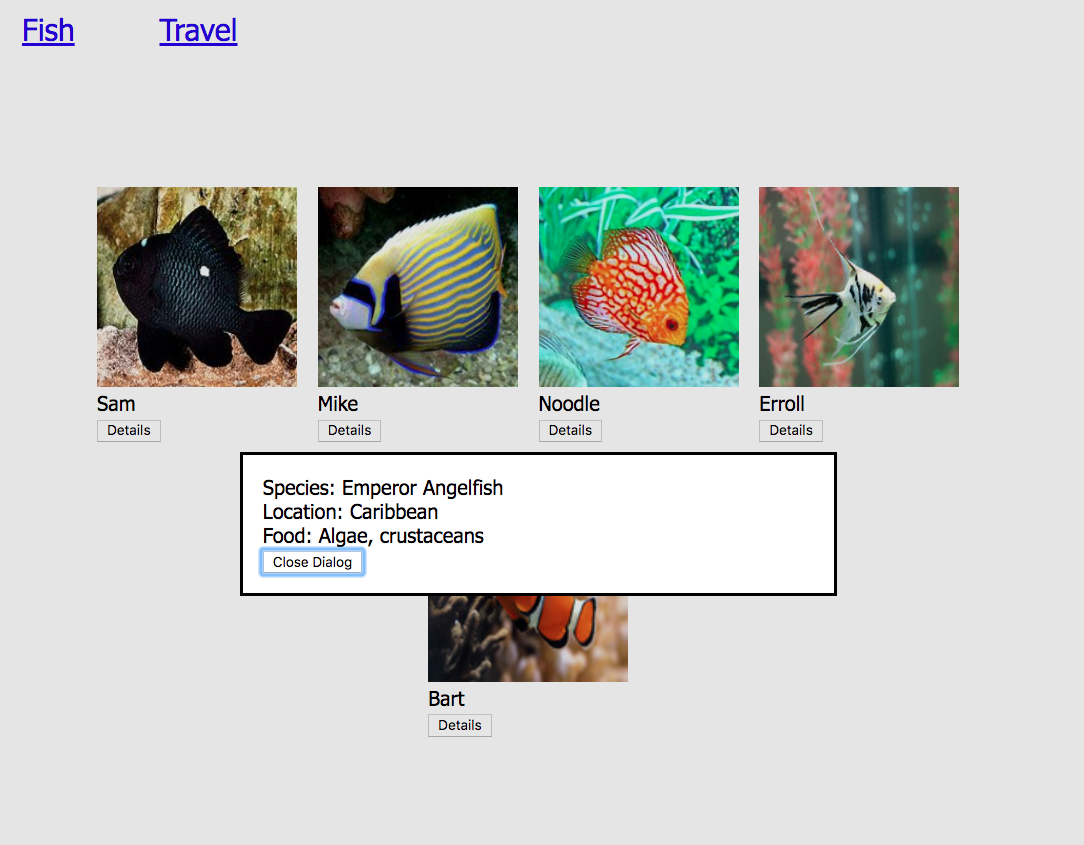 Fish Travel
Sam Mike Noodle Erroll
Details Details Details Details
Species: Emperor Angelfish
Location: Caribbean
Food: Algae, crustaceans
Close Dialog
Bart
Details